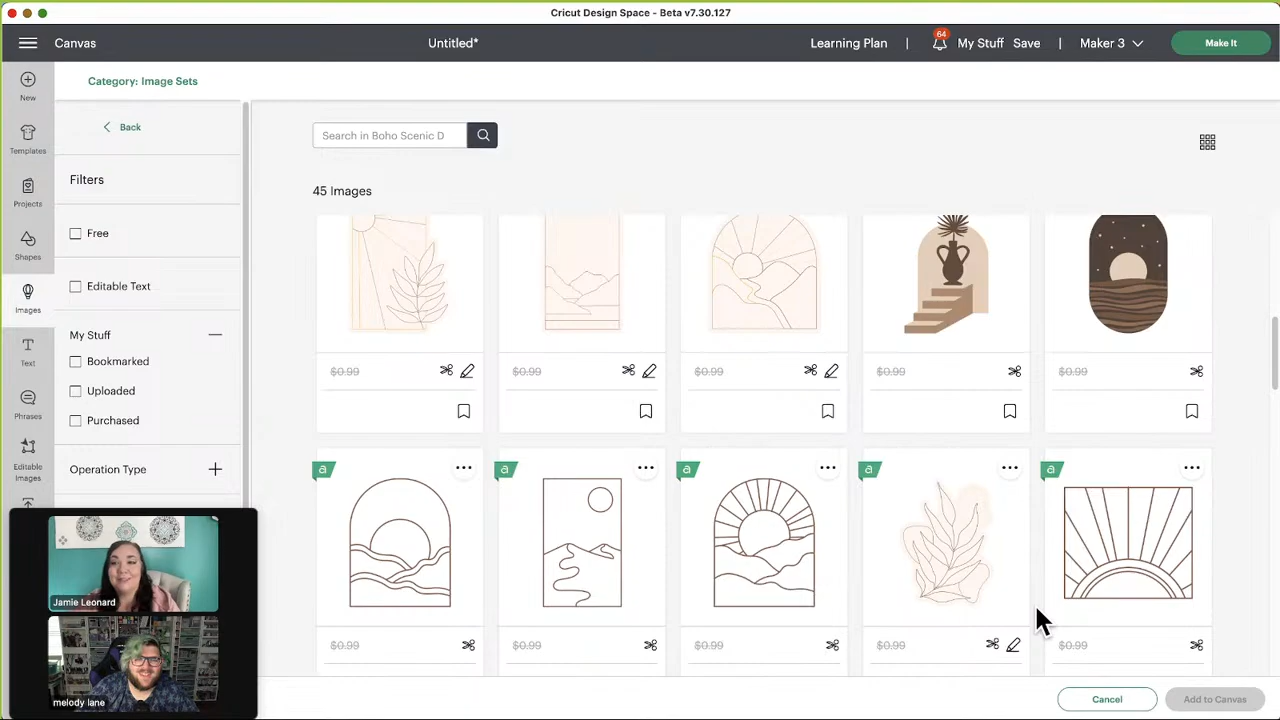 Cricut Design Space - Beta v7.30.127
Canvas
Untitled*
Learning Plan
|
64
My Stuff
Save
|
Maker 3
Make It
New
Templates
Projects
Shapes
Images
Text
Phrases
Editable
Images
Category: Image Sets
Back
Filters
Free
Editable Text
My Stuff
Bookmarked
Uploaded
Purchased
Operation Type
Search in Boho Scenic D
45 Images
$0.99
$0.99
$0.99
$0.99
$0.99
a
a
a
a
a
$0.99
$0.99
$0.99
$0.99
$0.99
Jamie Leonard
melody lane
Cancel
Add to Canvas